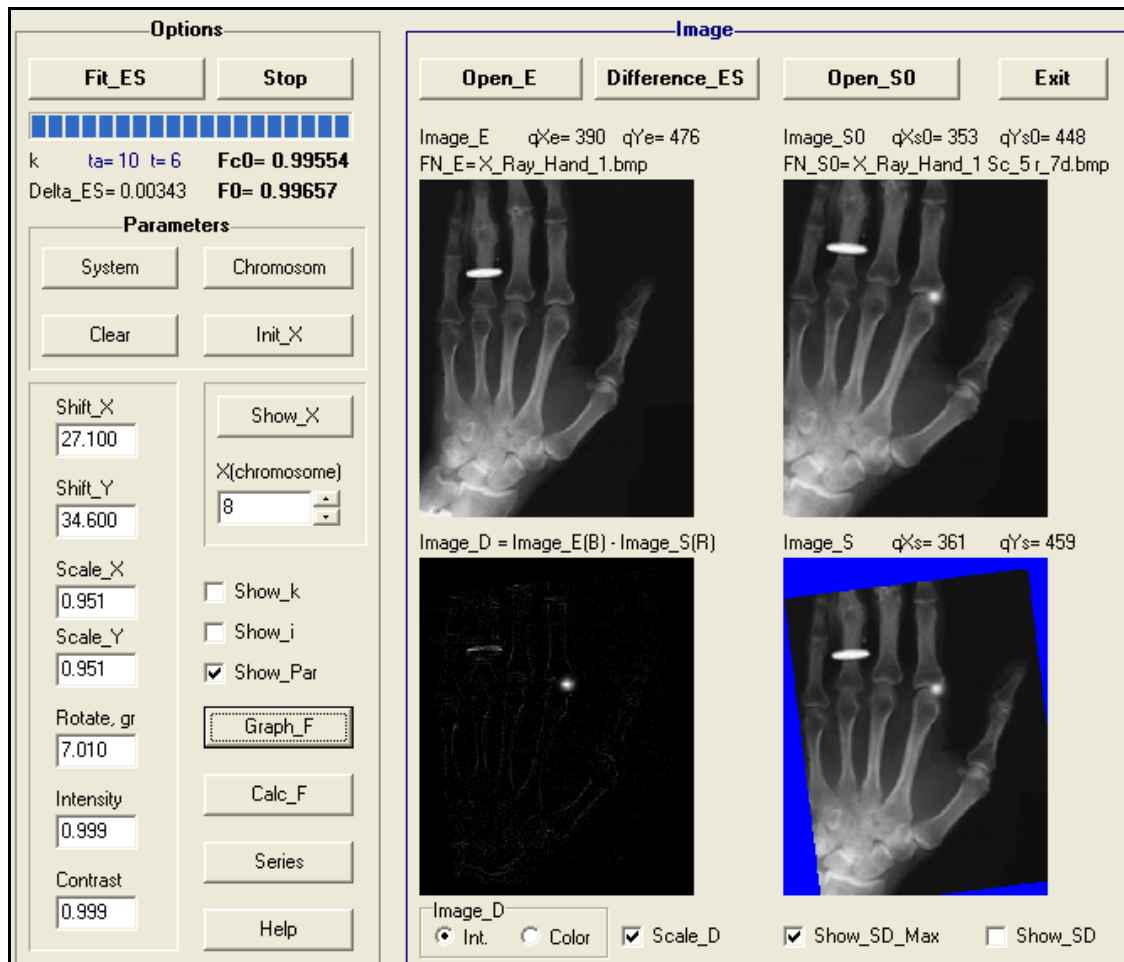 Options
Fit_ES Stop
k ta= 10 t= 6 Fc0= 0.99554
Delta_ES= 0.00343 F0= 0.99657
Parameters
System Chromosom
Clear Init_X
Shift_X
27.100
Shift_Y
34.600
Scale_X
0.951
Scale_Y
0.951
Rotate, gr
7.010
Intensity
0.999
Contrast
0.999
Show_X
X(chromosome)
8
Show_k
Show_i
Show_Par
Graph_F
Calc_F
Series
Help
Image
Open_E Difference_ES Open_S0 Exit
Image_E qXe= 390 qYe= 476
FN_E= X_Ray_Hand_1.bmp
Image_S0 qXs0= 353 qYs0= 448
FN_S0= X_Ray_Hand_1 Sc_5 r_7d.bmp
Image_D = Image_E(B) - Image_S(R)
Image_S qXs= 361 qYs= 459
Image_D
Int. Color Scale_D Show_SD_Max Show_SD